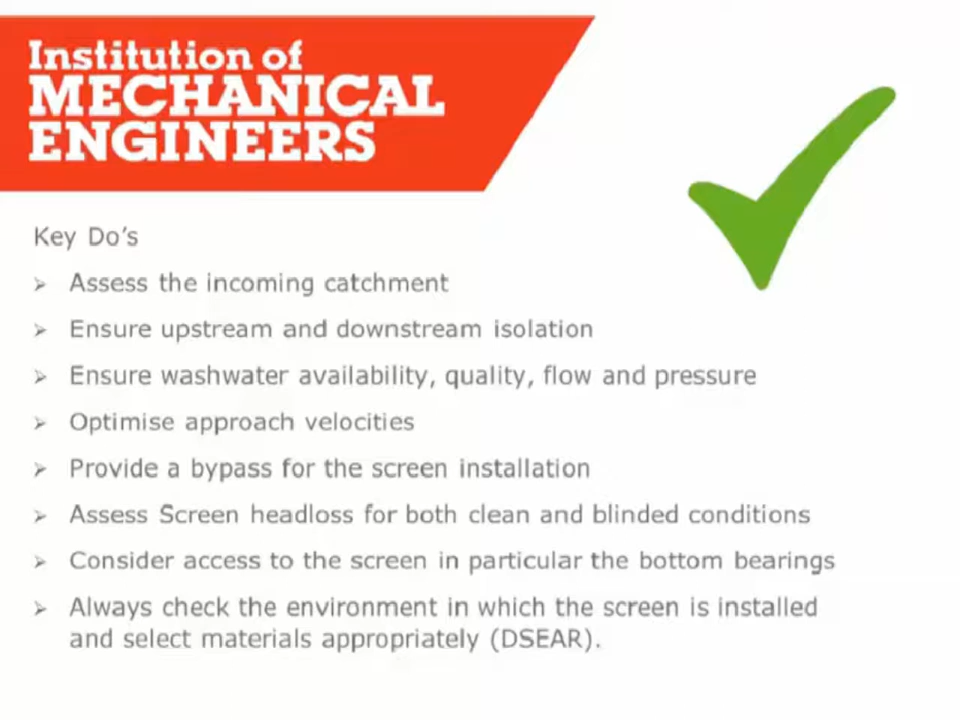 Institution of
MECHANICAL
ENGINEERS
Key Do's
Assess the incoming catchment
Ensure upstream and downstream isolation
Ensure washwater availability, quality, flow and pressure
Optimise approach velocities
Provide a bypass for the screen installation
Assess Screen headloss for both clean and blinded conditions
Consider access to the screen in particular the bottom bearings
Always check the environment in which the screen is installed
and select materials appropriately (DSEAR).